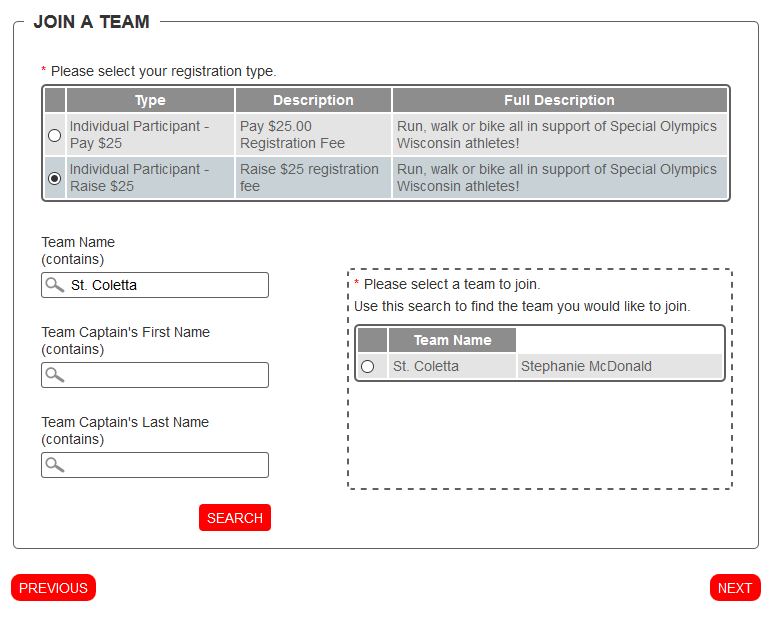 JOIN A TEAM
* Please select your registration type.
Type Description Full Description
Individual Participant - Pay $25.00 Run, walk or bike all in support of Special Olympics
Pay $25 Registration Fee Wisconsin athletes!
Individual Participant - Raise $25 registration Run, walk or bike all in support of Special Olympics
Raise $25 fee Wisconsin athletes!
Team Name
(contains)
St. Coletta
Team Captain's First Name
(contains)
Team Captain's Last Name
(contains)
SEARCH
* Please select a team to join.
Use this search to find the team you would like to join.
Team Name
St. Coletta Stephanie McDonald
PREVIOUS
NEXT